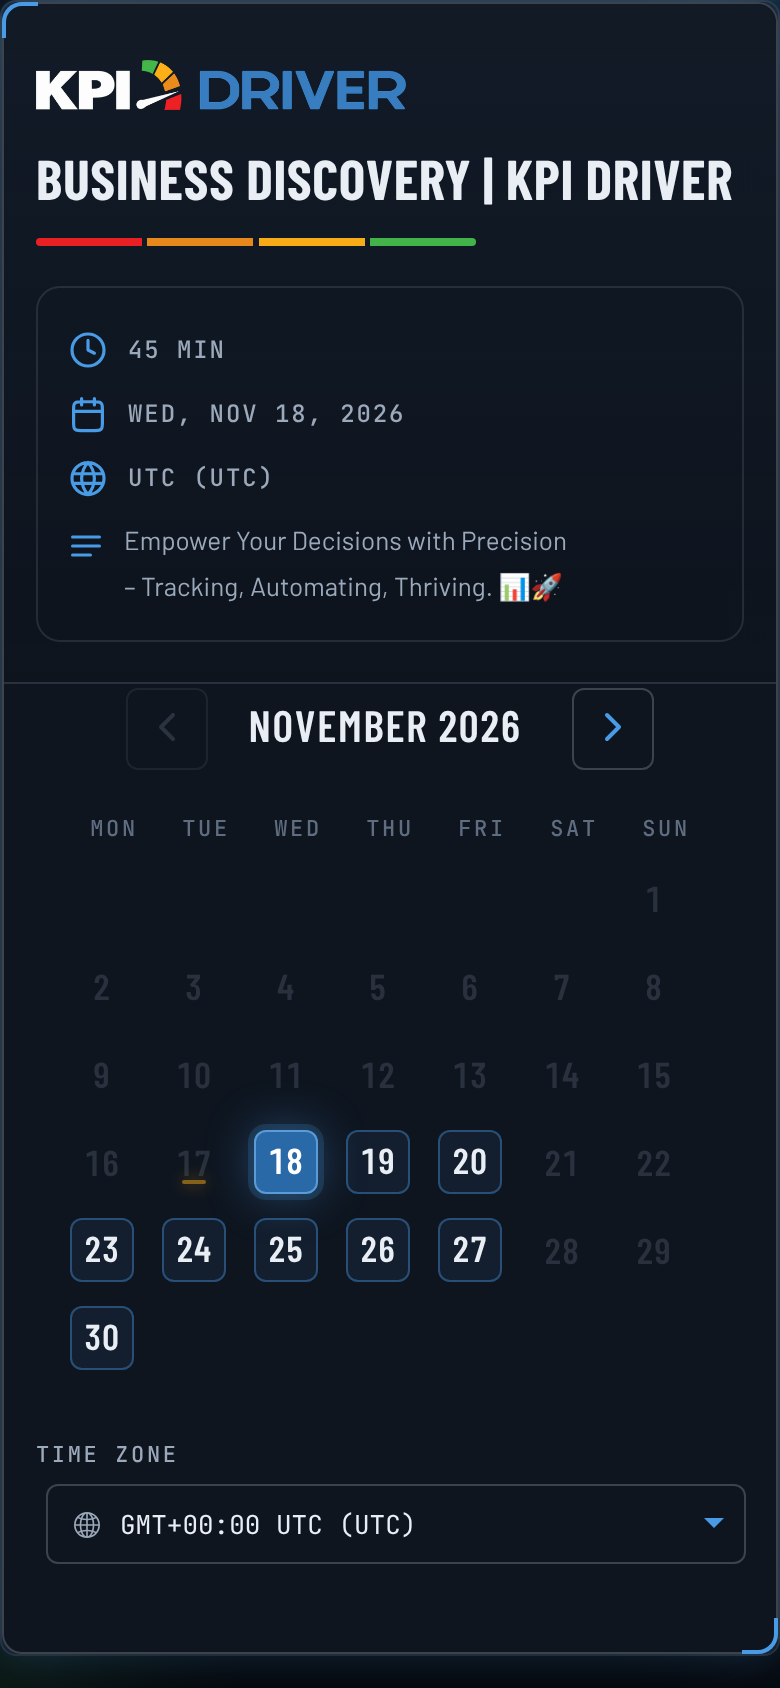 KPI DRIVER
BUSINESS DISCOVERY | KPI DRIVER
45 MIN
WED, NOV 18, 2026
UTC (UTC)
Empower Your Decisions with Precision
– Tracking, Automating, Thriving. 📊🚀
NOVEMBER 2026
MON TUE WED THU FRI SAT SUN
1
2 3 4 5 6 7 8
9 10 11 12 13 14 15
16 17 18 19 20 21 22
23 24 25 26 27 28 29
30
TIME ZONE
GMT+00:00 UTC (UTC)